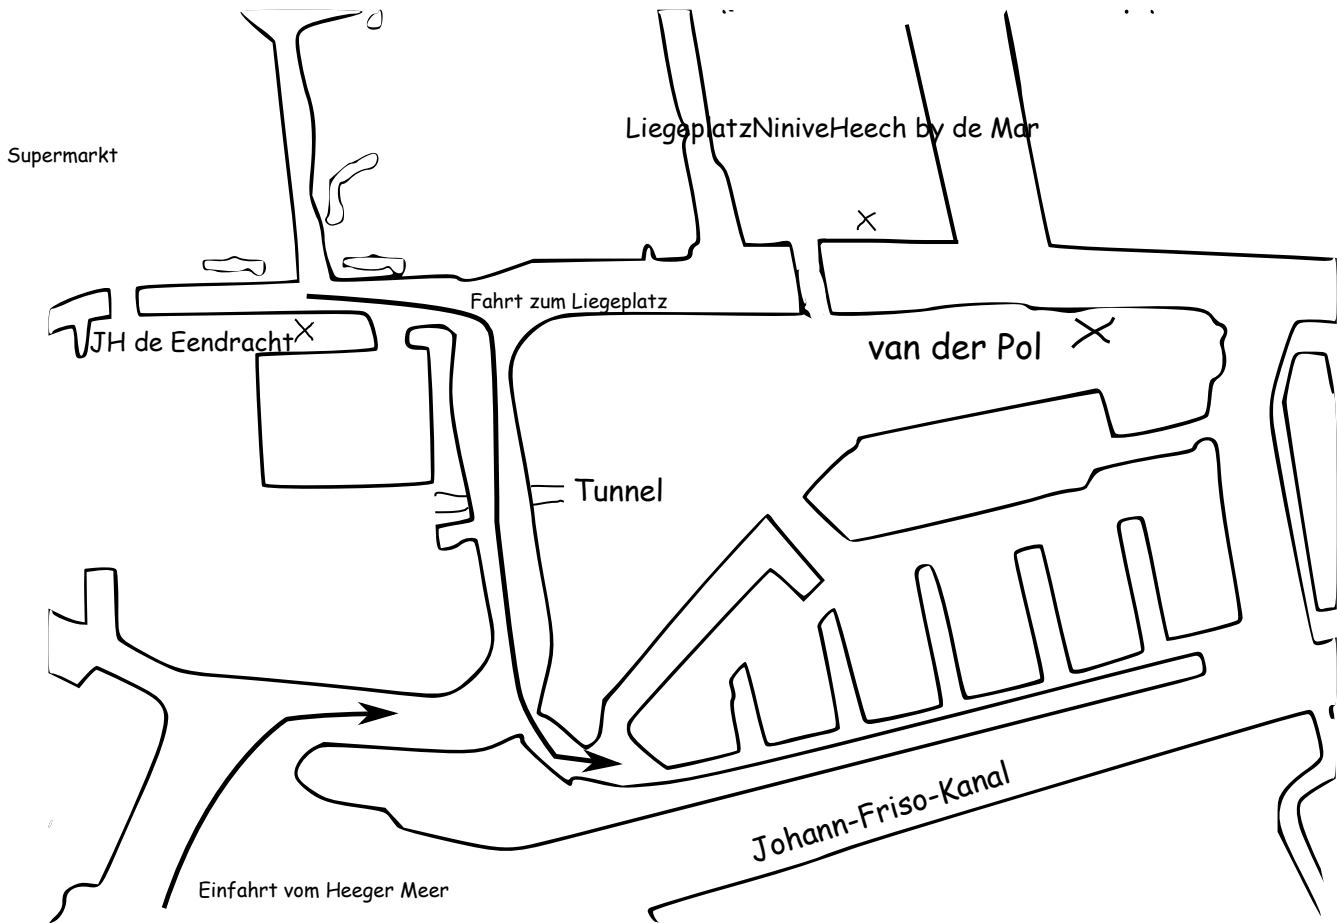 LiegeplatzNiniveHeech by de Mar
Supermarkt
Fahrt zum Liegeplatz
JH de Eendracht
van der Pol
Tunnel
Johann-Friso-Kanal
Einfahrt vom Heeger Meer